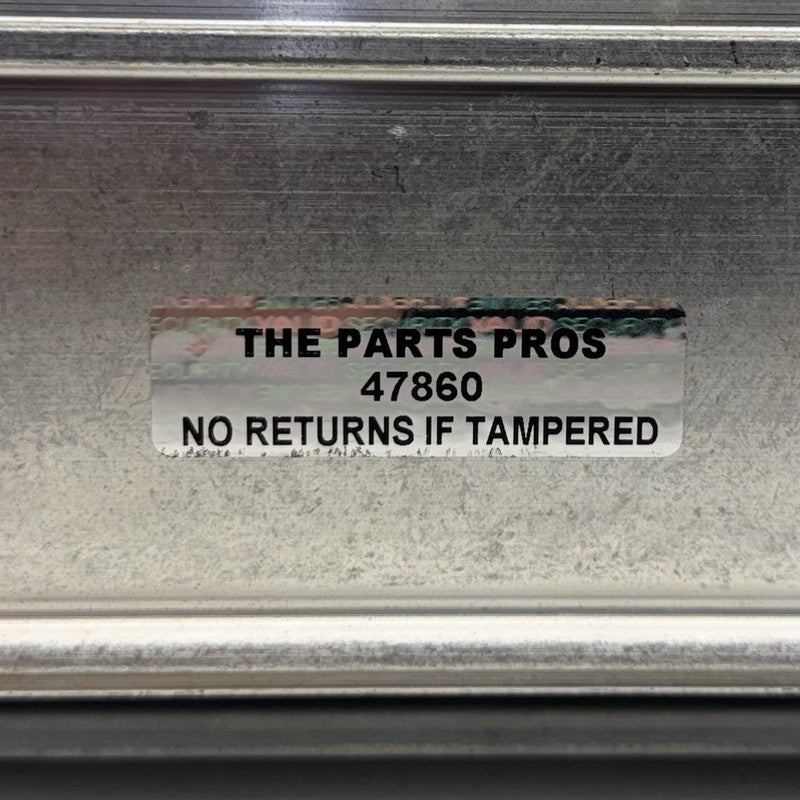 THE PARTS PROS
47860
NO RETURNS IF TAMPERED